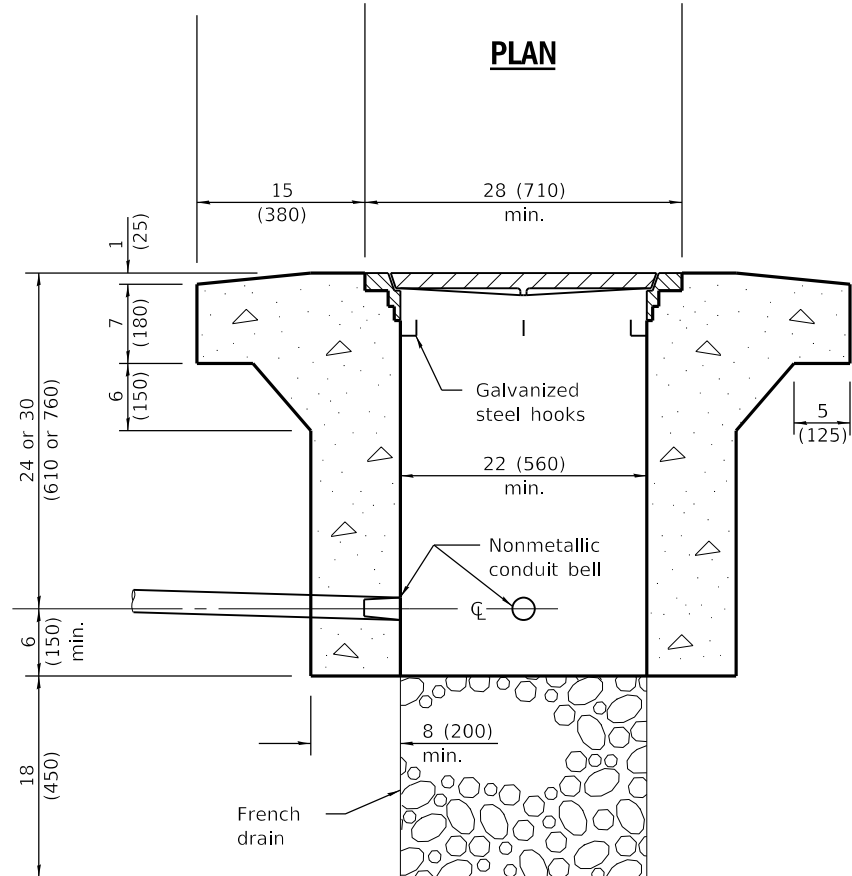 PLAN
15
(380)
28 (710)
min.
1
(25)
7
(180)
6
(150)
24 or 30
(610 or 760)
Galvanized
steel hooks
5
(125)
22 (560)
min.
Nonmetallic
conduit bell
℄
6
(150)
min.
8 (200)
min.
18
(450)
French
drain